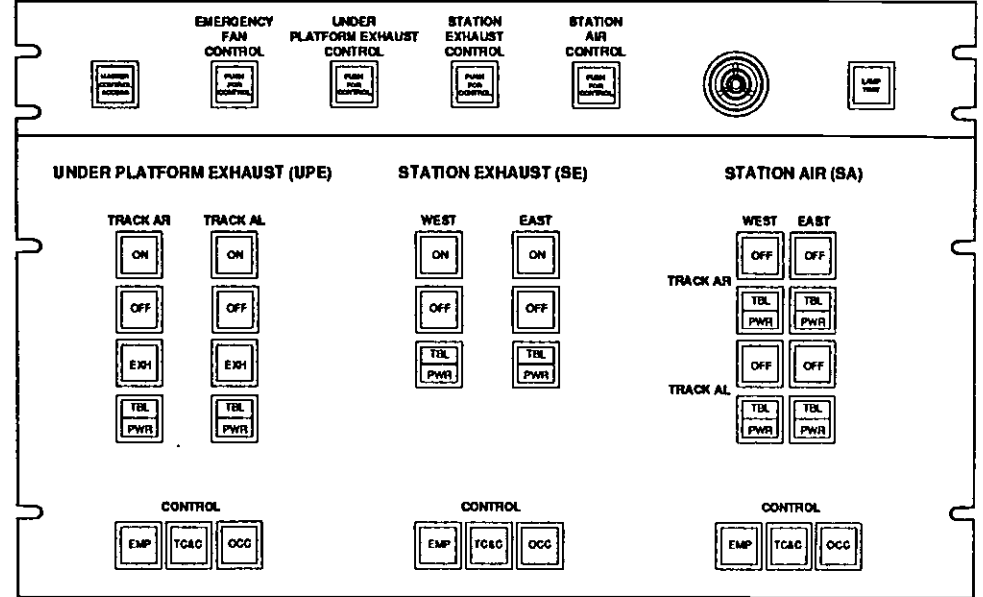 EMERGENCY FAN CONTROL
UNDER PLATFORM EXHAUST CONTROL
STATION EXHAUST CONTROL
STATION AIR CONTROL
MASTER CONTROL ACCESS
PUSH FOR CONTROL
PUSH FOR CONTROL
PUSH FOR CONTROL
PUSH FOR CONTROL
LAMP TEST
UNDER PLATFORM EXHAUST (UPE)
TRACK AR TRACK AL
ON ON
OFF OFF
EXH EXH
TBL TBL
PWR PWR
CONTROL
EMP TC&C OCC
STATION EXHAUST (SE)
WEST EAST
ON ON
OFF OFF
TBL TBL
PWR PWR
CONTROL
EMP TC&C OCC
STATION AIR (SA)
WEST EAST
OFF OFF
TRACK AR
TBL TBL
PWR PWR
OFF OFF
TRACK AL
TBL TBL
PWR PWR
CONTROL
EMP TC&C OCC